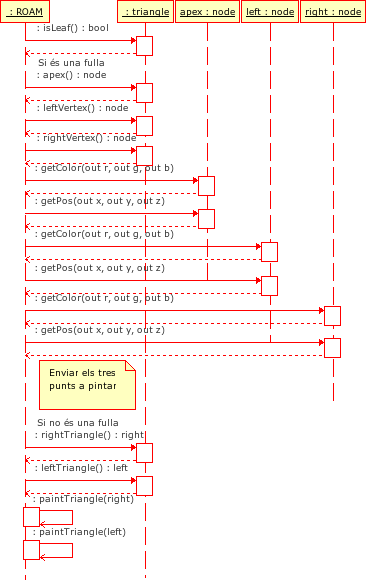 : ROAM
: triangle
apex : node
left : node
right : node
: isLeaf() : bool
Si és una fulla
: apex() : node
: leftVertex() : node
: rightVertex() : node
: getColor(out r, out g, out b)
: getPos(out x, out y, out z)
: getColor(out r, out g, out b)
: getPos(out x, out y, out z)
: getColor(out r, out g, out b)
: getPos(out x, out y, out z)
Enviar els tres
punts a pintar
Si no és una fulla
: rightTriangle() : right
: leftTriangle() : left
: paintTriangle(right)
: paintTriangle(left)